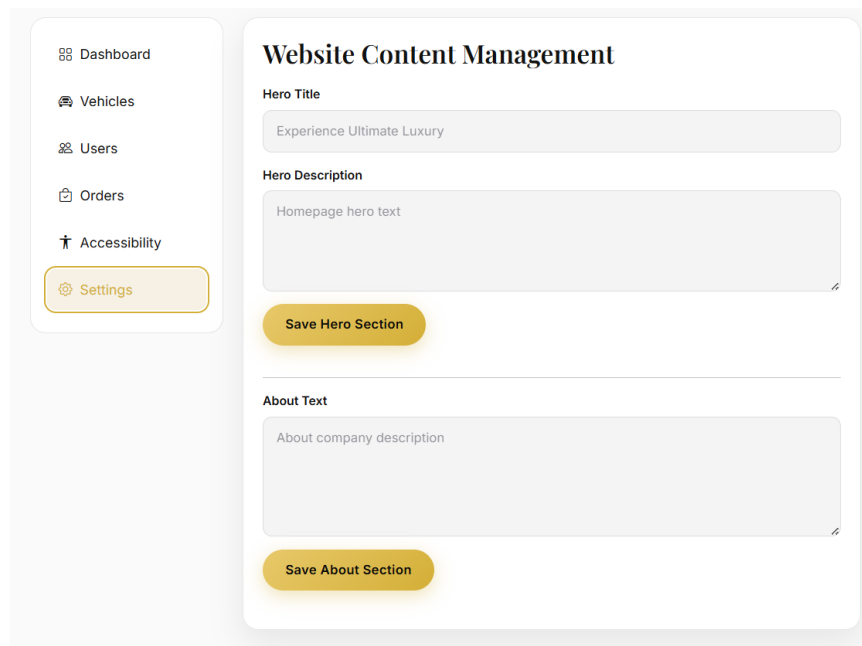 Dashboard
Vehicles
Users
Orders
Accessibility
Settings
Website Content Management
Hero Title
Experience Ultimate Luxury
Hero Description
Homepage hero text
Save Hero Section
About Text
About company description
Save About Section